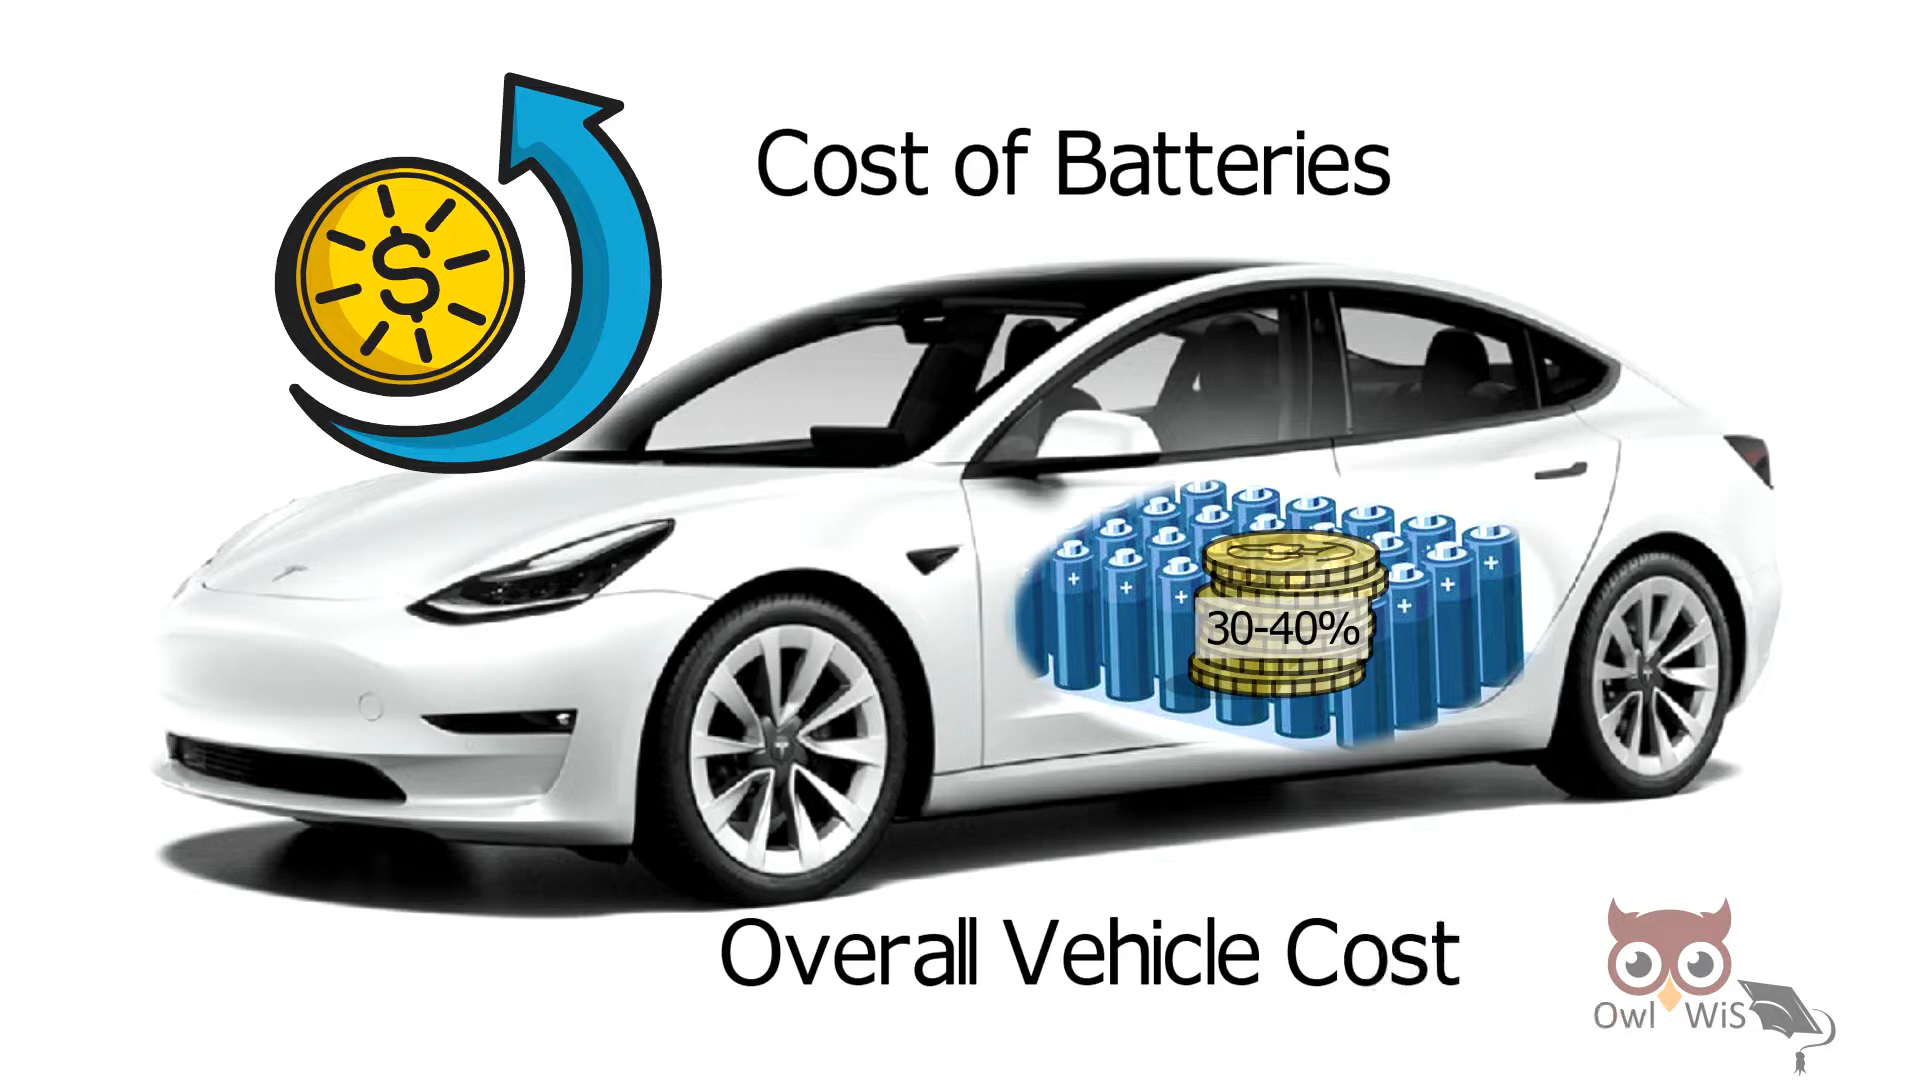 Cost of Batteries
$
+ + + + + + +
30-40%
Overall Vehicle Cost
Owl WiS